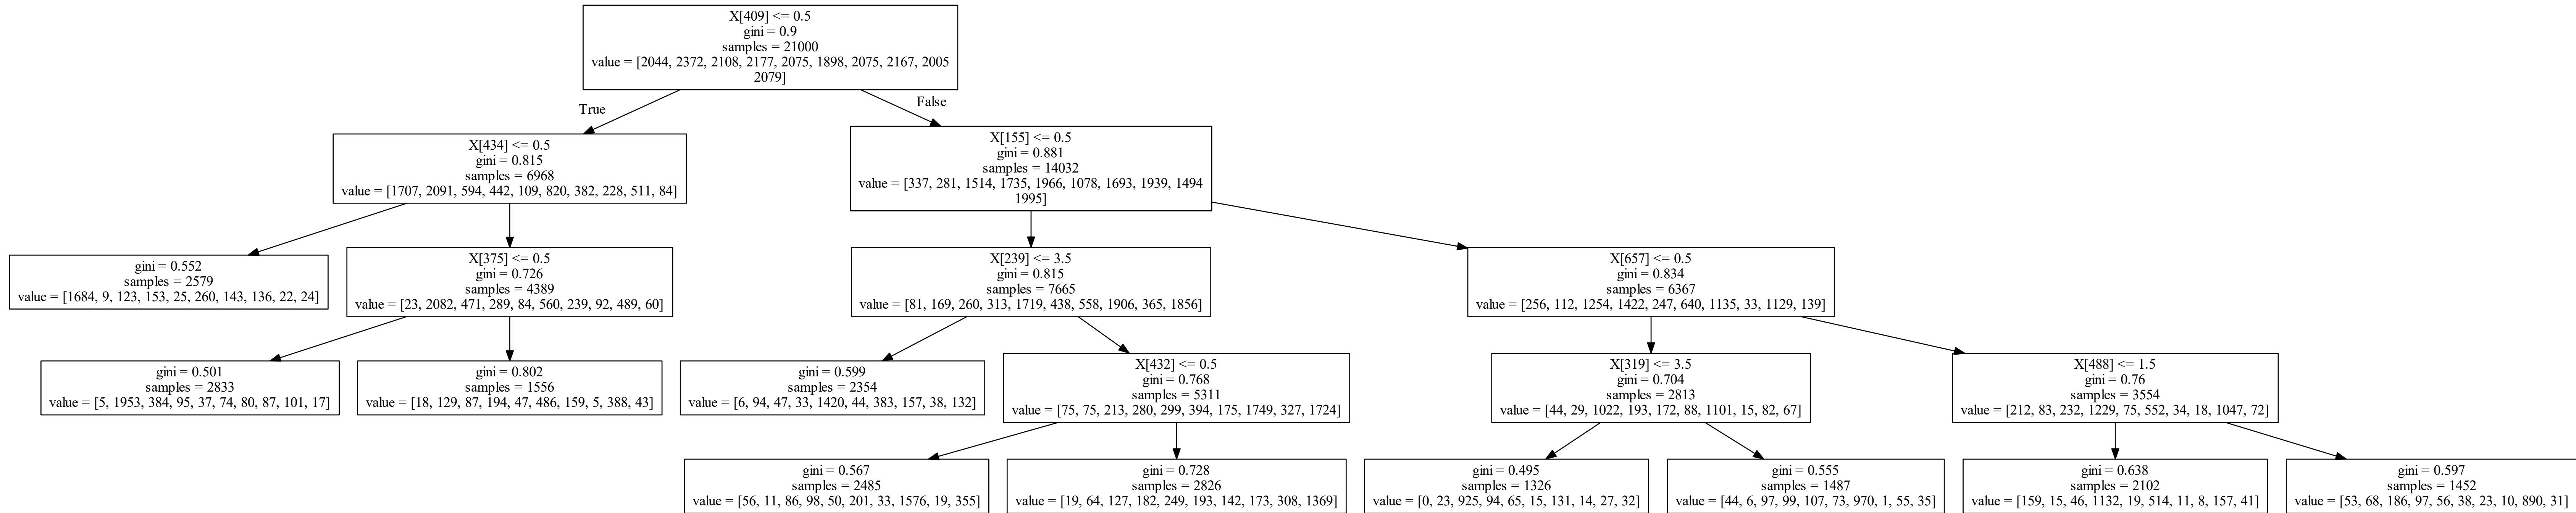 X[409] <= 0.5
gini = 0.9
samples = 21000
value = [2044, 2372, 2108, 2177, 2075, 1898, 2075, 2167, 2005
2079]
True
False
X[434] <= 0.5
gini = 0.815
samples = 6968
value = [1707, 2091, 594, 442, 109, 820, 382, 228, 511, 84]
X[155] <= 0.5
gini = 0.881
samples = 14032
value = [337, 281, 1514, 1735, 1966, 1078, 1693, 1939, 1494
1995]
gini = 0.552
samples = 2579
value = [1684, 9, 123, 153, 25, 260, 143, 136, 22, 24]
X[375] <= 0.5
gini = 0.726
samples = 4389
value = [23, 2082, 471, 289, 84, 560, 239, 92, 489, 60]
X[239] <= 3.5
gini = 0.815
samples = 7665
value = [81, 169, 260, 313, 1719, 438, 558, 1906, 365, 1856]
X[657] <= 0.5
gini = 0.834
samples = 6367
value = [256, 112, 1254, 1422, 247, 640, 1135, 33, 1129, 139]
gini = 0.501
samples = 2833
value = [5, 1953, 384, 95, 37, 74, 80, 87, 101, 17]
gini = 0.802
samples = 1556
value = [18, 129, 87, 194, 47, 486, 159, 5, 388, 43]
gini = 0.599
samples = 2354
value = [6, 94, 47, 33, 1420, 44, 383, 157, 38, 132]
X[432] <= 0.5
gini = 0.768
samples = 5311
value = [75, 75, 213, 280, 299, 394, 175, 1749, 327, 1724]
X[319] <= 3.5
gini = 0.704
samples = 2813
value = [44, 29, 1022, 193, 172, 88, 1101, 15, 82, 67]
X[488] <= 1.5
gini = 0.76
samples = 3554
value = [212, 83, 232, 1229, 75, 552, 34, 18, 1047, 72]
gini = 0.567
samples = 2485
value = [56, 11, 86, 98, 50, 201, 33, 1576, 19, 355]
gini = 0.728
samples = 2826
value = [19, 64, 127, 182, 249, 193, 142, 173, 308, 1369]
gini = 0.495
samples = 1326
value = [0, 23, 925, 94, 65, 15, 131, 14, 27, 32]
gini = 0.555
samples = 1487
value = [44, 6, 97, 99, 107, 73, 970, 1, 55, 35]
gini = 0.638
samples = 2102
value = [159, 15, 46, 1132, 19, 514, 11, 8, 157, 41]
gini = 0.597
samples = 1452
value = [53, 68, 186, 97, 56, 38, 23, 10, 890, 31]